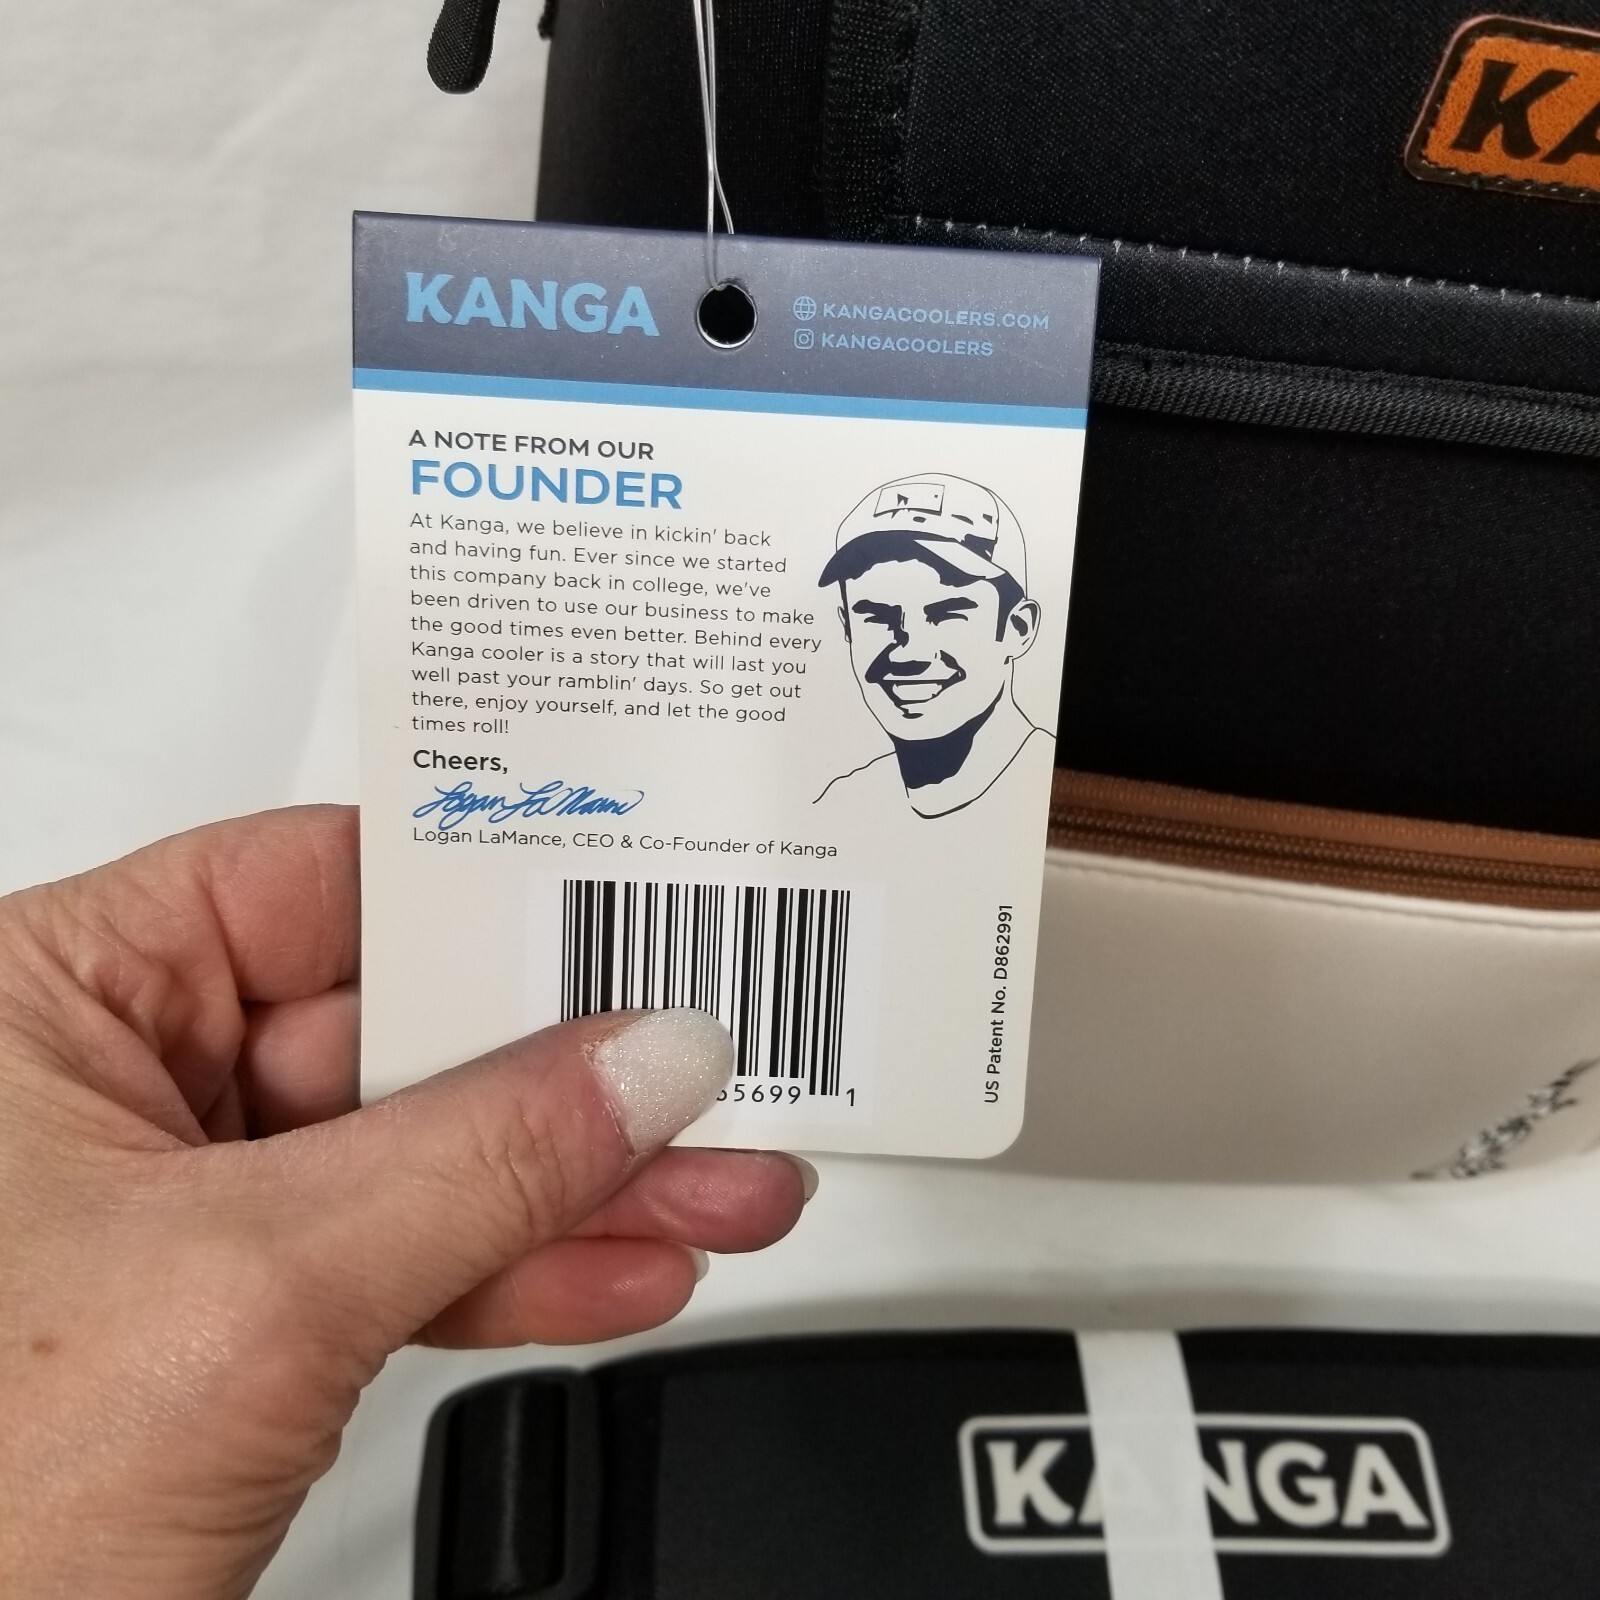 KANGA
KANGACOOLERS.COM
KANGACOOLERS
A NOTE FROM OUR
FOUNDER
At Kanga, we believe in kickin' back
and having fun. Ever since we started
this company back in college, we've
been driven to use our business to make
the good times even better. Behind every
Kanga cooler is a story that will last you
well past your ramblin' days. So get out
there, enjoy yourself, and let the good
times roll!
Cheers,
Logan LaMance
Logan LaMance, CEO & Co-Founder of Kanga
5699 1
US Patent No. D862991
KA
KANGA